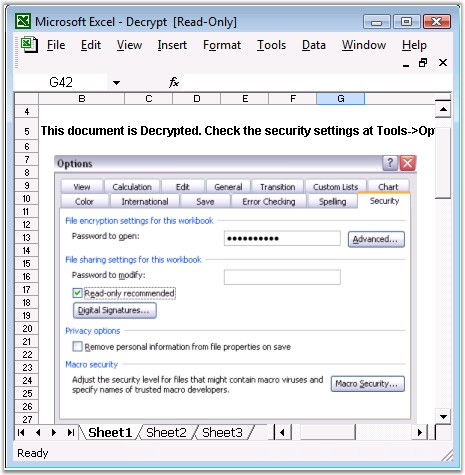 Microsoft Excel - Decrypt [Read-Only]
File Edit View Insert Format Tools Data Window Help
G42 fx
B C D E F G
4
5 This document is Decrypted. Check the security settings at Tools->Op
6
7 Options
8
9 View Calculation Edit General Transition Custom Lists Chart
10 Color International Save Error Checking Spelling Security
11
12 File encryption settings for this workbook
13 Password to open: Advanced...
14
15 File sharing settings for this workbook
16 Password to modify:
17 Read-only recommended
18
19 Digital Signatures...
20
21 Privacy options
22 Remove personal information from file properties on save
23 Macro security
24 Adjust the security level for files that might contain macro viruses and Macro Security...
25 specify names of trusted macro developers.
26
27
Sheet1 Sheet2 Sheet3
Ready